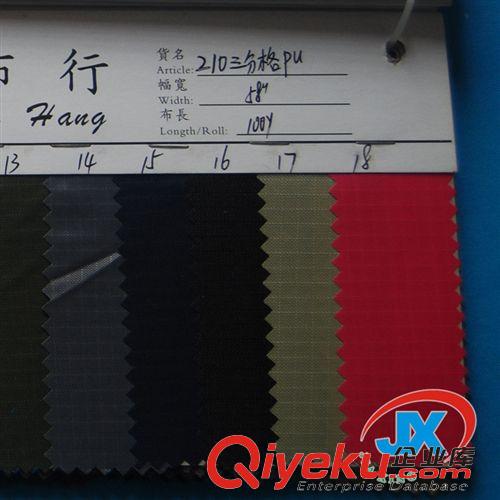 布行
Hang
貨名
Article: 210三分格PU
幅寬
Width: 58"
布長
Length/Roll: 100Y
13 14 15 16 17 18
JX
企业库
Qiyeku.com
Enterprise Database